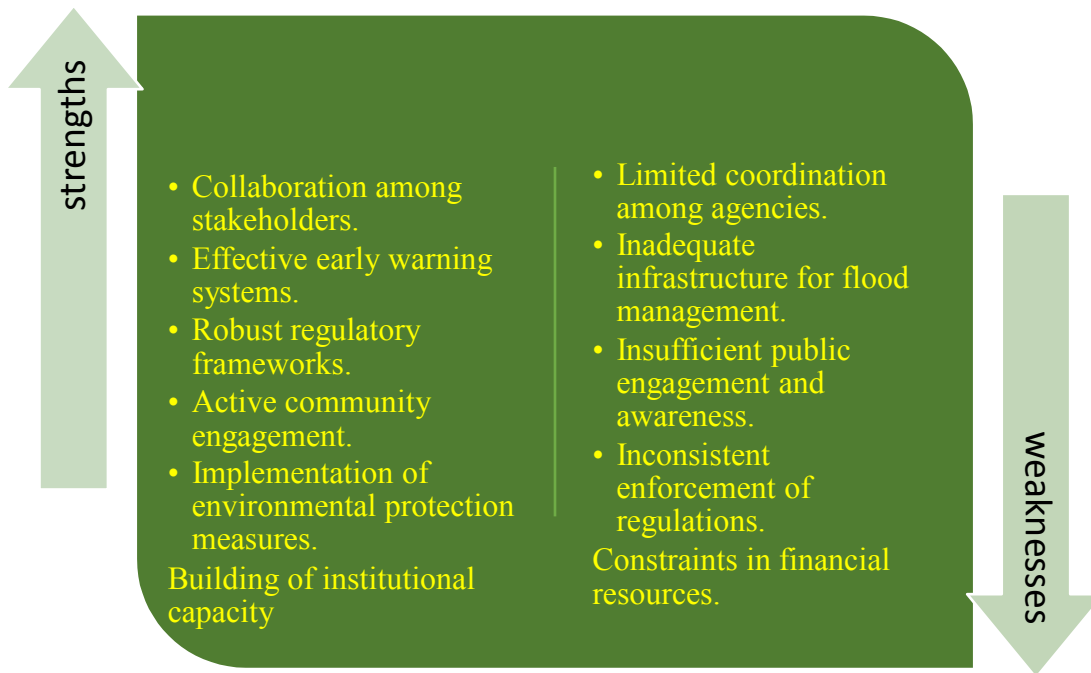 strengths
• Collaboration among
stakeholders.
• Effective early warning
systems.
• Robust regulatory
frameworks.
• Active community
engagement.
• Implementation of
environmental protection
measures.
Building of institutional
capacity
• Limited coordination
among agencies.
• Inadequate
infrastructure for flood
management.
• Insufficient public
engagement and
awareness.
• Inconsistent
enforcement of
regulations.
Constraints in financial
resources.
weaknesses